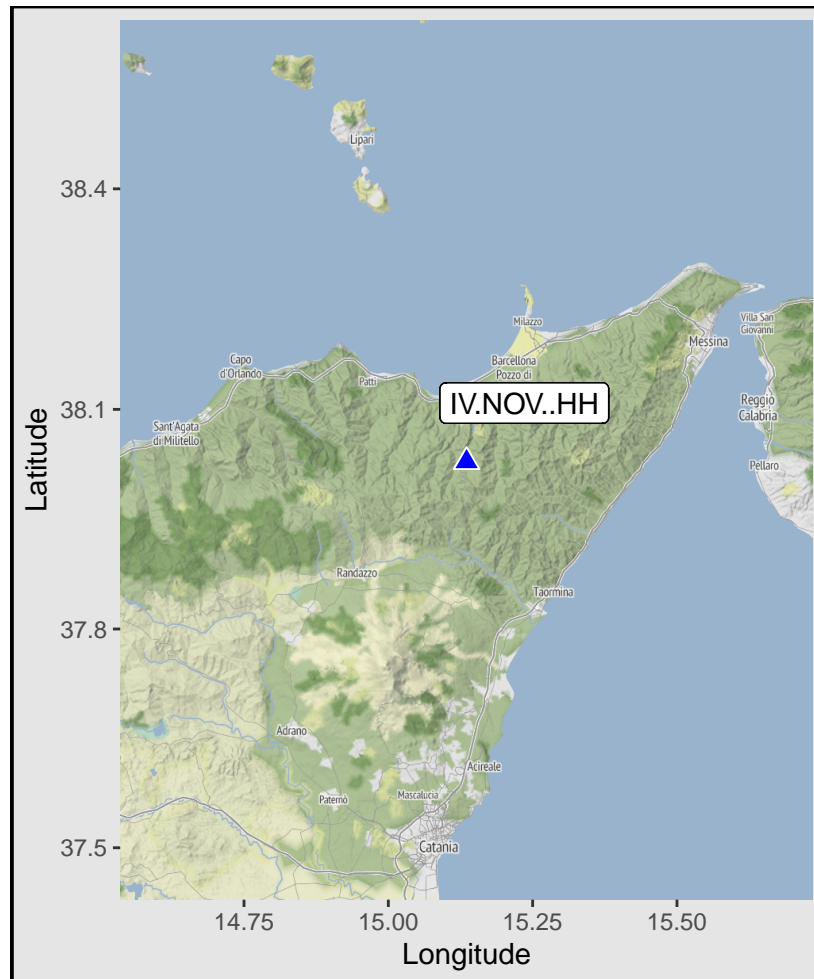 Lipari
38.4
Milazzo
Villa San
Giovanni
Messina
Capo
d'Orlando
Barcellona
Pozzo di
Patti
38.1
IV.NOV..HH
Reggio
Calabria
Sant'Agata
di Militello
Pellaro
Latitude
Randazzo
Taormina
37.8
Adrano
Acireale
Paternò
Mascalucia
37.5
Catania
14.75
15.00
15.25
15.50
Longitude